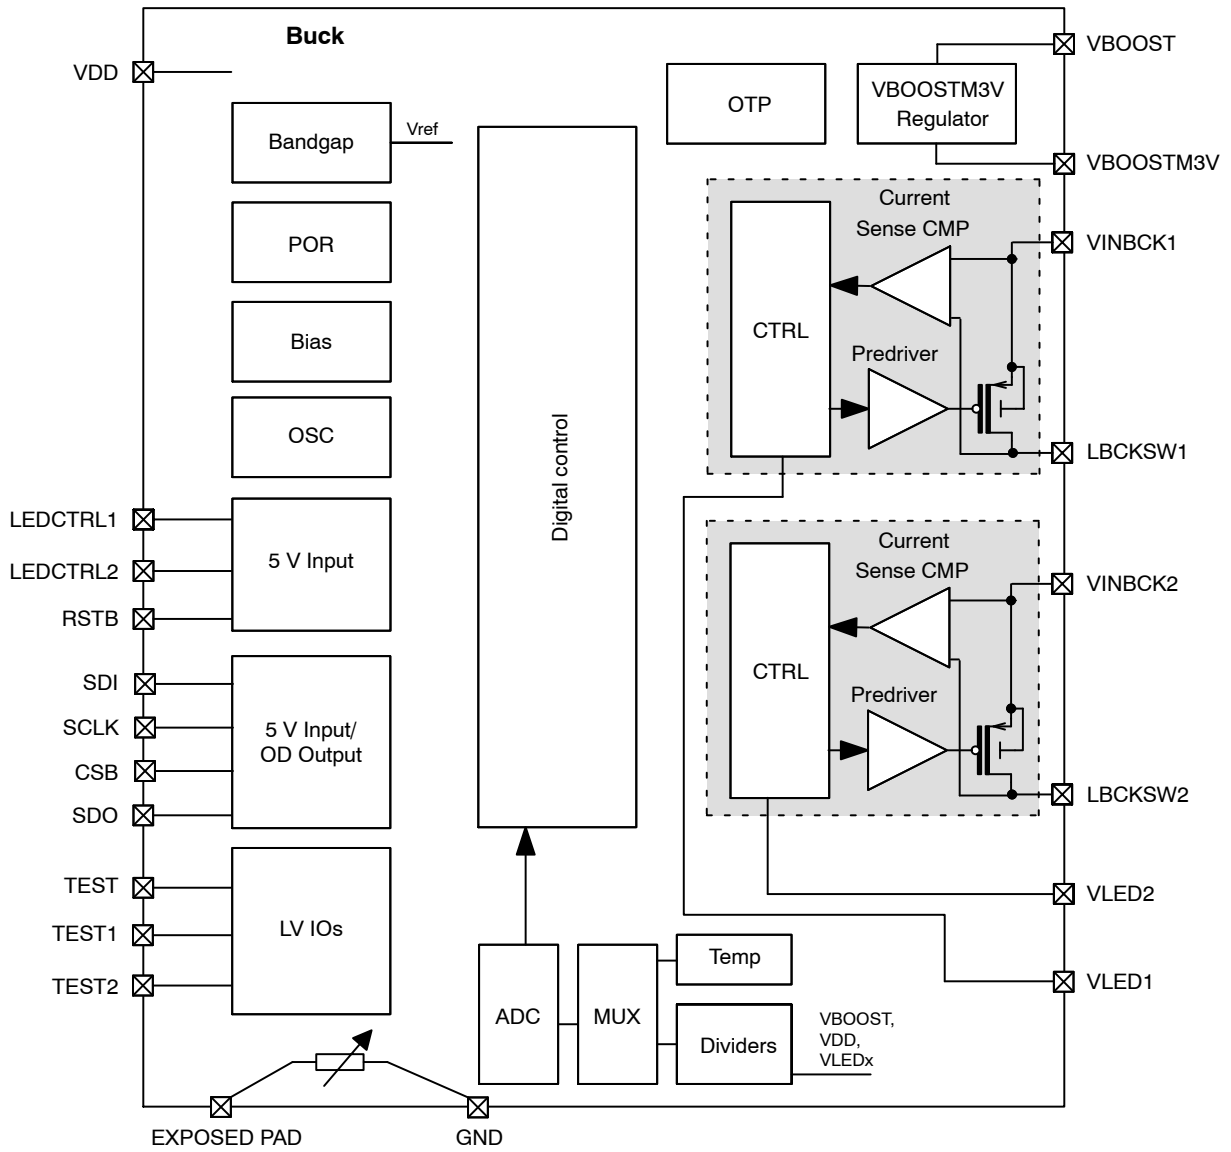 Buck
VDD
Bandgap
Vref
POR
Bias
OSC
LEDCTRL1
LEDCTRL2
RSTB
5 V Input
SDI
SCLK
CSB
SDO
5 V Input/
OD Output
TEST
TEST1
TEST2
LV IOs
EXPOSED PAD
GND
Digital control
ADC
MUX
Temp
Dividers
VBOOST,
VDD,
VLEDx
OTP
VBOOSTM3V
Regulator
VBOOST
VBOOSTM3V
Current
Sense CMP
CTRL
Predriver
VINBCK1
LBCKSW1
Current
Sense CMP
CTRL
Predriver
VINBCK2
LBCKSW2
VLED2
VLED1